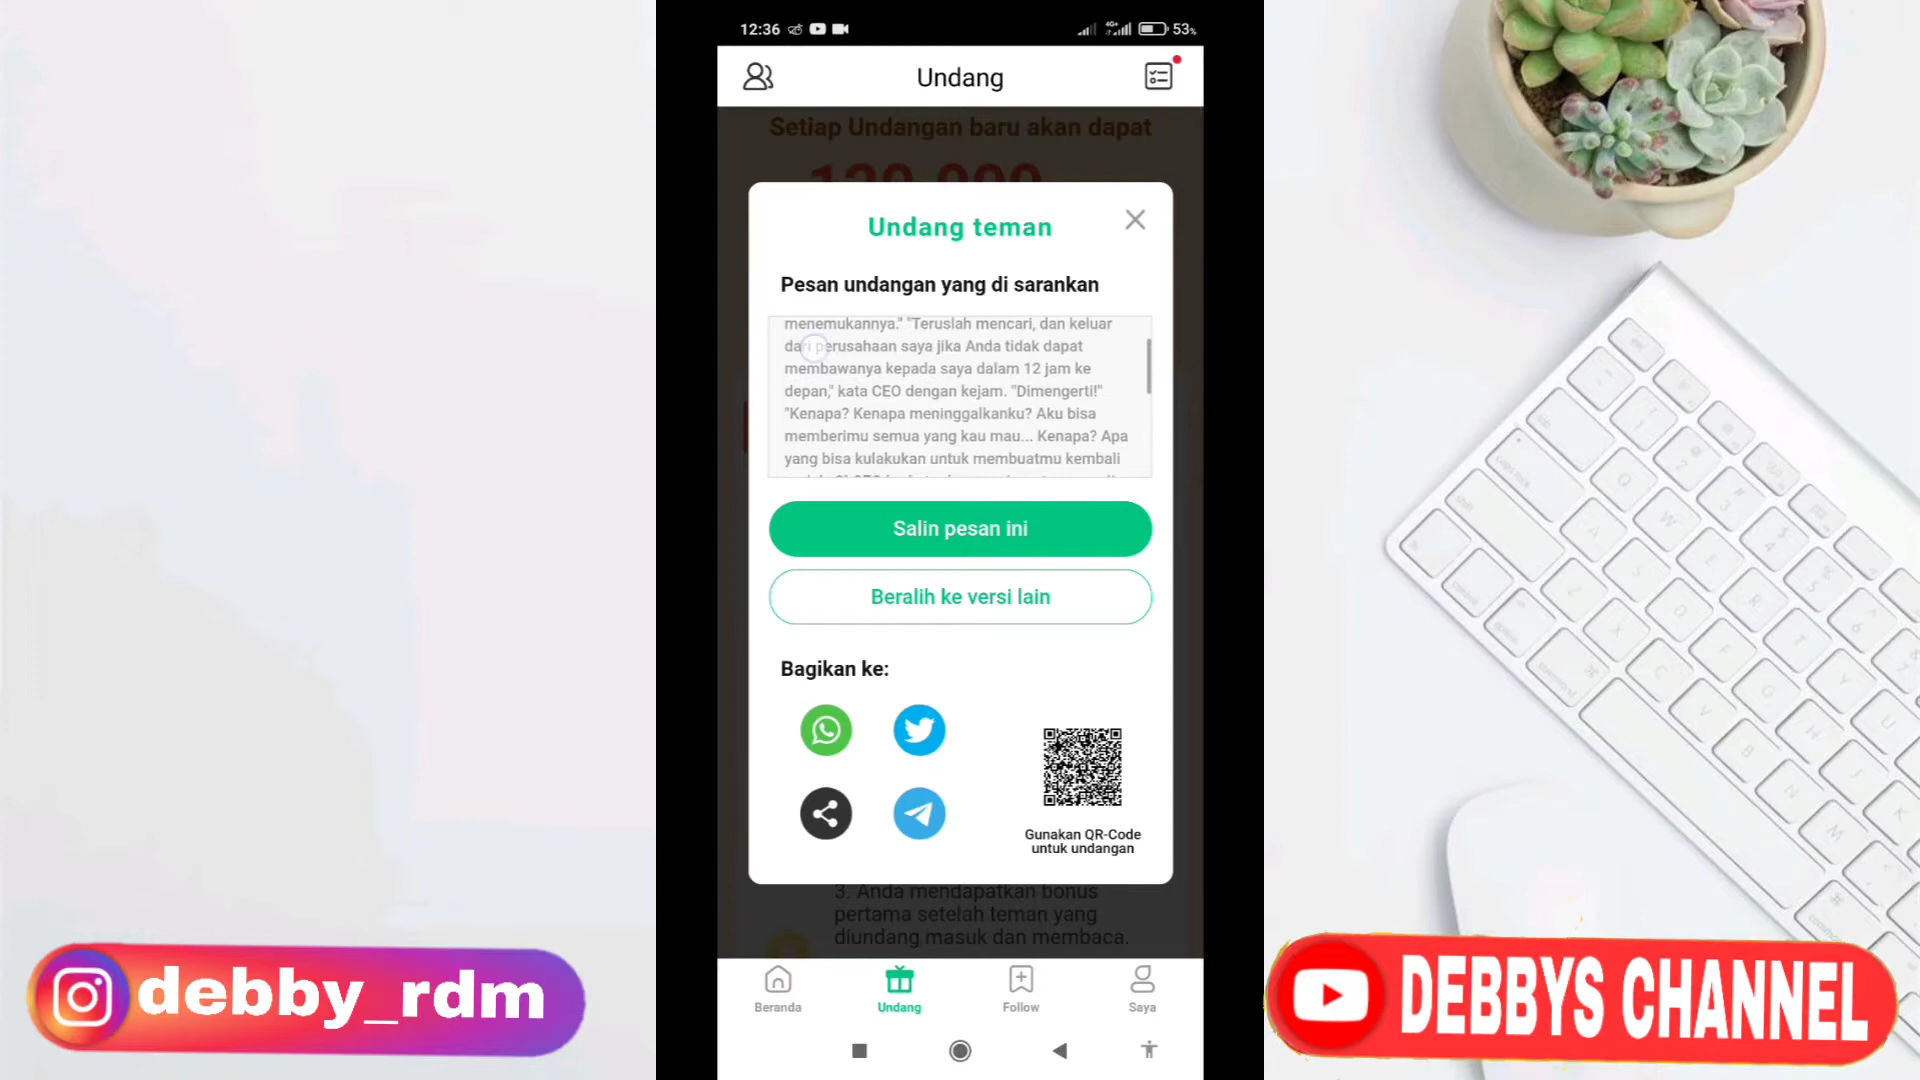 12:36
4G+
53%
Undang
Setiap Undangan baru akan dapat
Undang teman
Pesan undangan yang di sarankan
menemukannya." "Teruslah mencari, dan keluar
dari perusahaan saya jika Anda tidak dapat
membawanya kepada saya dalam 12 jam ke
depan," kata CEO dengan kejam. "Dimengerti!"
"Kenapa? Kenapa meninggalkanku? Aku bisa
memberimu semua yang kau mau... Kenapa? Apa
yang bisa kulakukan untuk membuatmu kembali
Salin pesan ini
Beralih ke versi lain
Bagikan ke:
Gunakan QR-Code
untuk undangan
3. Anda mendapatkan bonus
pertama setelah teman yang
diundang masuk dan membaca.
Beranda
Undang
Follow
Saya
debby_rdm
DEBBYS CHANNEL